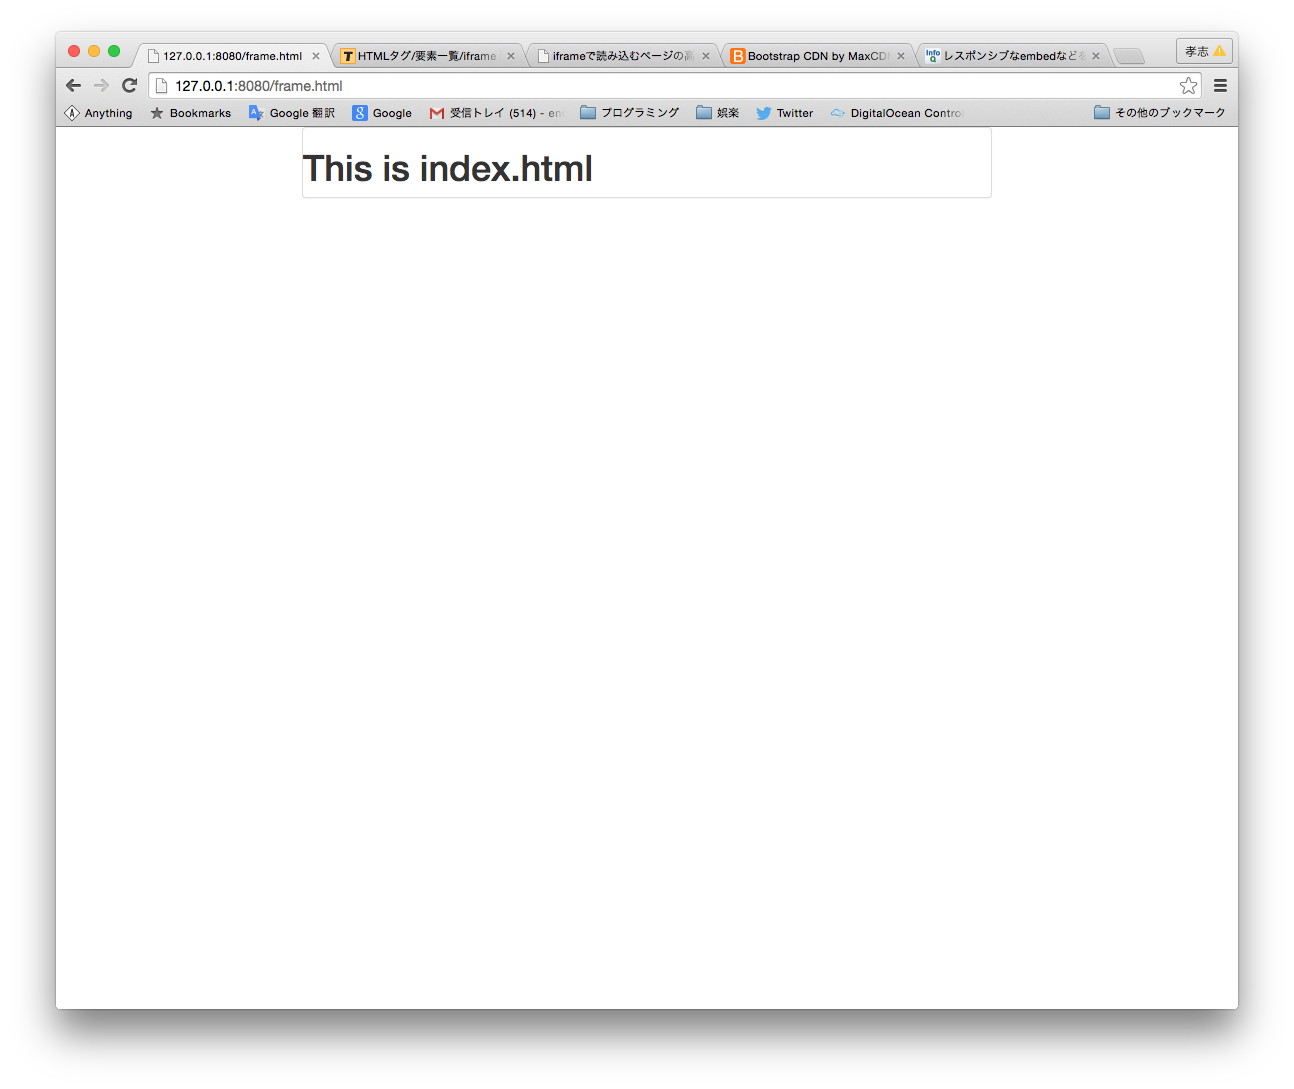 127.0.0.1:8080/frame.html
HTMLタグ/要素一覧/iframe
iframeで読み込むページの高
Bootstrap CDN by MaxCDN
レスポンシブなembedなどを
孝志
127.0.0.1:8080/frame.html
Anything
Bookmarks
Google 翻訳
Google
受信トレイ (514) - en
プログラミング
娯楽
Twitter
DigitalOcean Control
その他のブックマーク
This is index.html